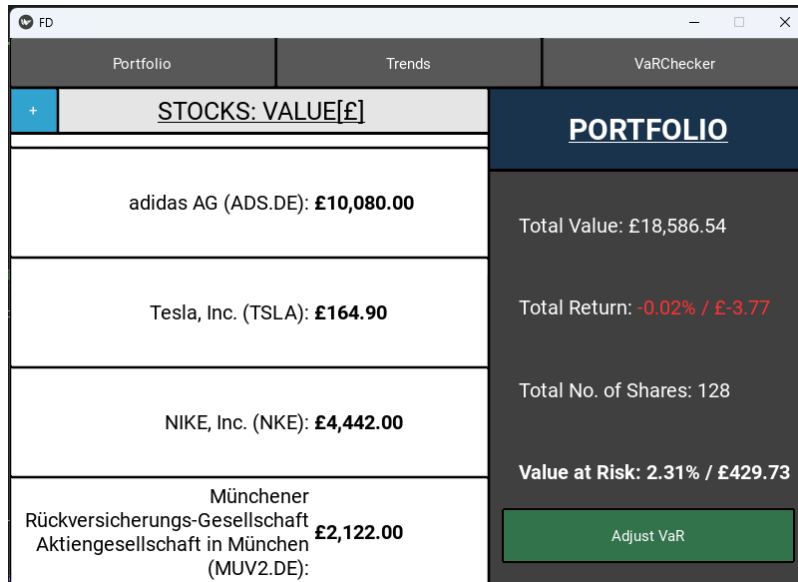 FD
Portfolio
Trends
VaRChecker
+
STOCKS: VALUE[£]
adidas AG (ADS.DE): £10,080.00
Tesla, Inc. (TSLA): £164.90
NIKE, Inc. (NKE): £4,442.00
Münchener
Rückversicherungs-Gesellschaft
Aktiengesellschaft in München
(MUV2.DE):
£2,122.00
PORTFOLIO
Total Value: £18,586.54
Total Return: -0.02% / £-3.77
Total No. of Shares: 128
Value at Risk: 2.31% / £429.73
Adjust VaR